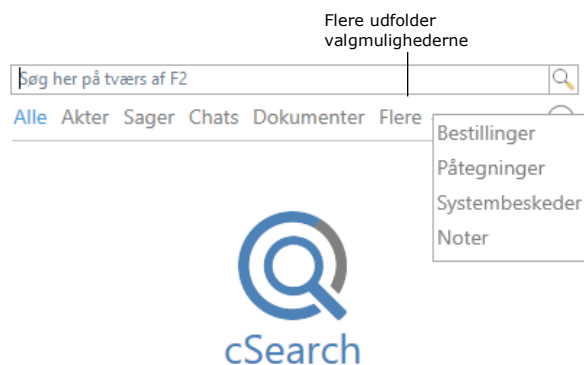 Flere udfolder
valgmulighederne
Søg her på tværs af F2
Alle Akter Sager Chats Dokumenter Flere
Bestillinger
Påtegninger
Systembeskeder
Noter
cSearch